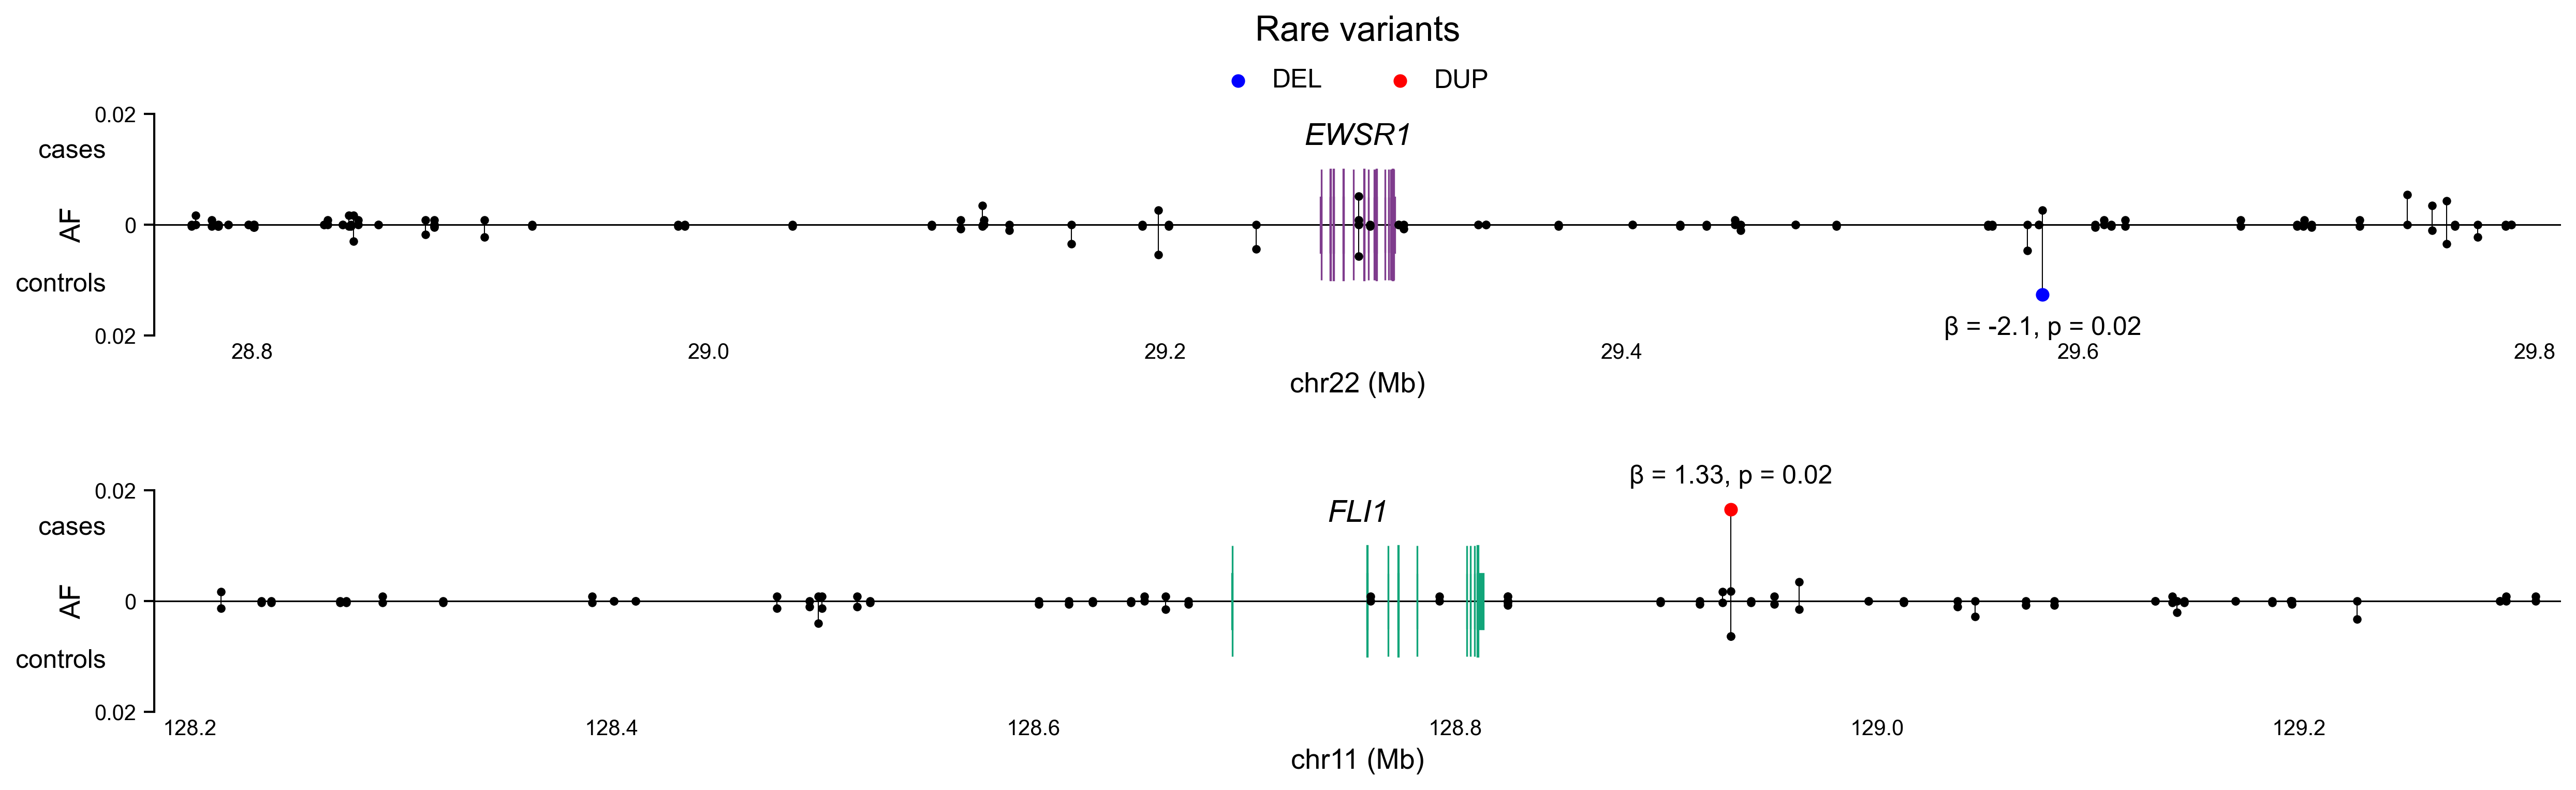 Rare variants
DEL DUP
0.02
cases
EWSR1
AF
0
controls
0.02
β = -2.1, p = 0.02
28.8 29.0 29.2 29.4 29.6 29.8
chr22 (Mb)
β = 1.33, p = 0.02
0.02
cases
FLI1
AF
0
controls
0.02
128.2 128.4 128.6 128.8 129.0 129.2
chr11 (Mb)